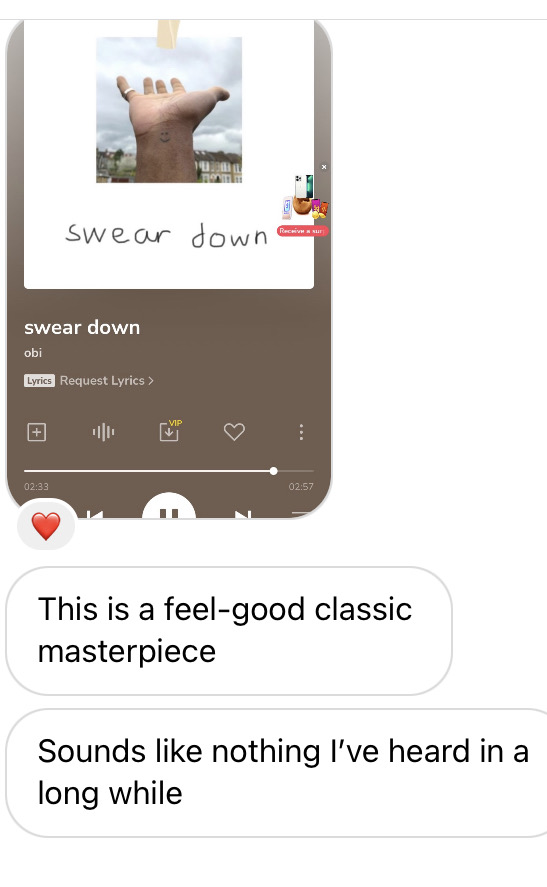 swear down
Receive a sur
swear down
obi
Lyrics Request Lyrics >
VIP
02:33 02:57
This is a feel-good classic
masterpiece
Sounds like nothing I’ve heard in a
long while